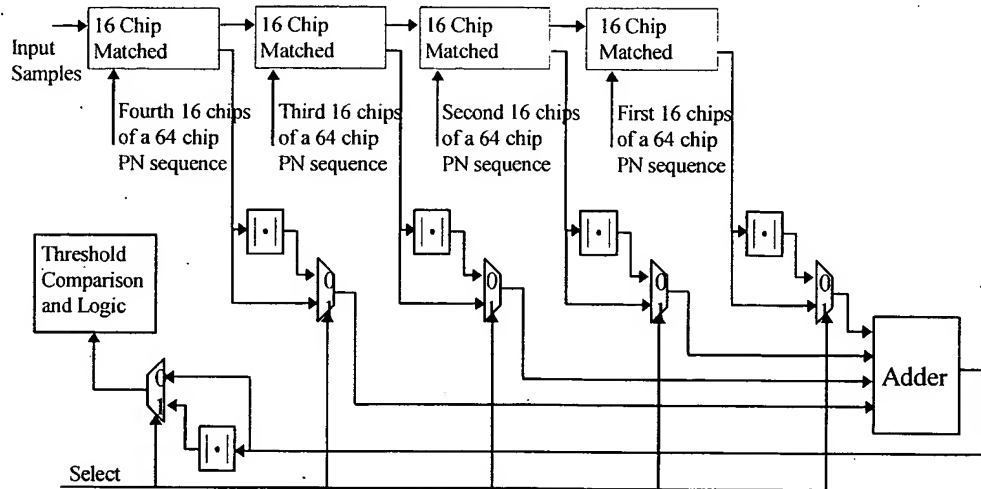 Input
Samples
16 Chip
Matched
16 Chip
Matched
16 Chip
Matched
16 Chip
Matched
Fourth 16 chips
of a 64 chip
PN sequence
Third 16 chips
of a 64 chip
PN sequence
Second 16 chips
of a 64 chip
PN sequence
First 16 chips
of a 64 chip
PN sequence
|•|
|•|
|•|
|•|
Threshold
Comparison
and Logic
0
1
0
1
0
1
0
1
Adder
0
1
|•|
Select